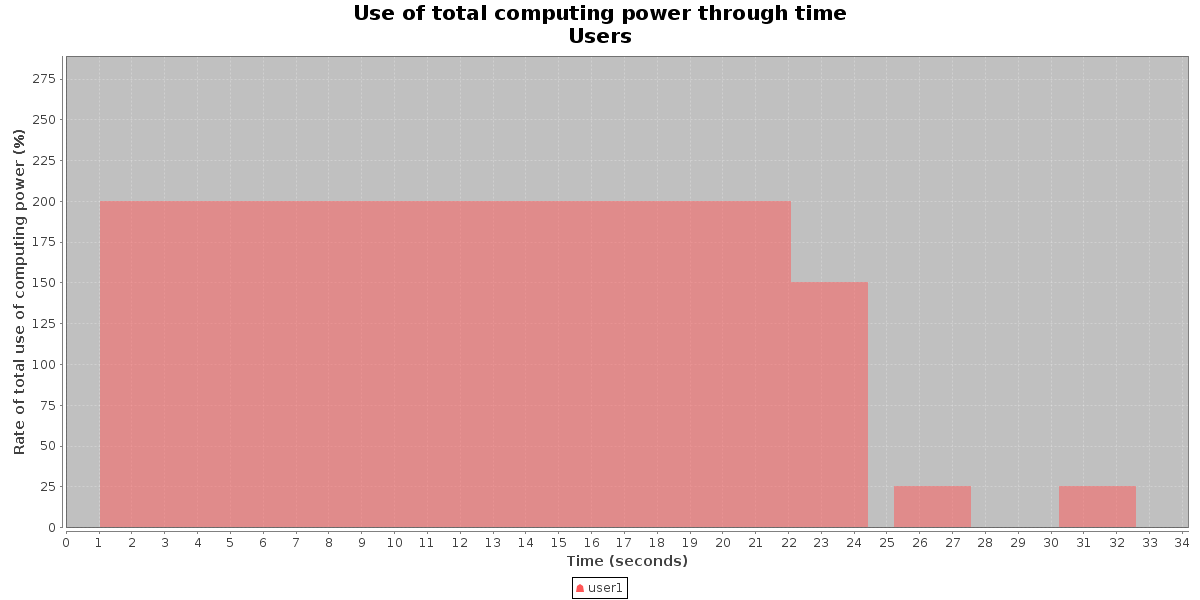 Use of total computing power through time
Users
Rate of total use of computing power (%)
275
250
225
200
175
150
125
100
75
50
25
0
0 1 2 3 4 5 6 7 8 9 10 11 12 13 14 15 16 17 18 19 20 21 22 23 24 25 26 27 28 29 30 31 32 33 34
Time (seconds)
user1